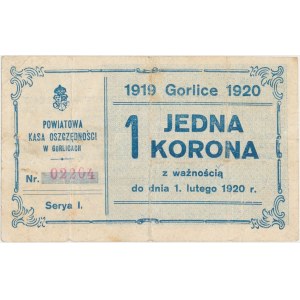 1919 Gorlice 1920
POWIATOWA
KASA OSZCZĘDNOŚCI
W GORLICACH
Nr. 02204
Serya I.
1 JEDNA
KORONA
z ważnością
do dnia 1. lutego 1920 r.